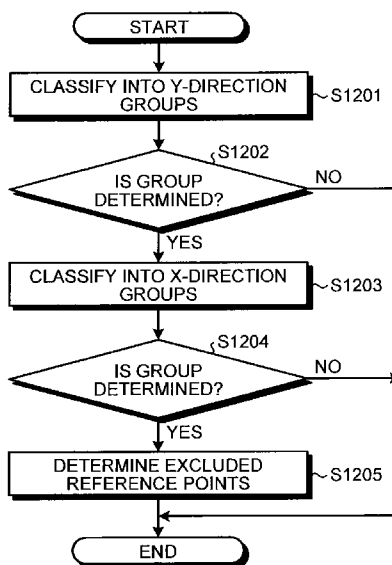 START
CLASSIFY INTO Y-DIRECTION
GROUPS
S1201
S1202
IS GROUP
DETERMINED?
NO
YES
CLASSIFY INTO X-DIRECTION
GROUPS
S1203
S1204
IS GROUP
DETERMINED?
NO
YES
DETERMINE EXCLUDED
REFERENCE POINTS
S1205
END